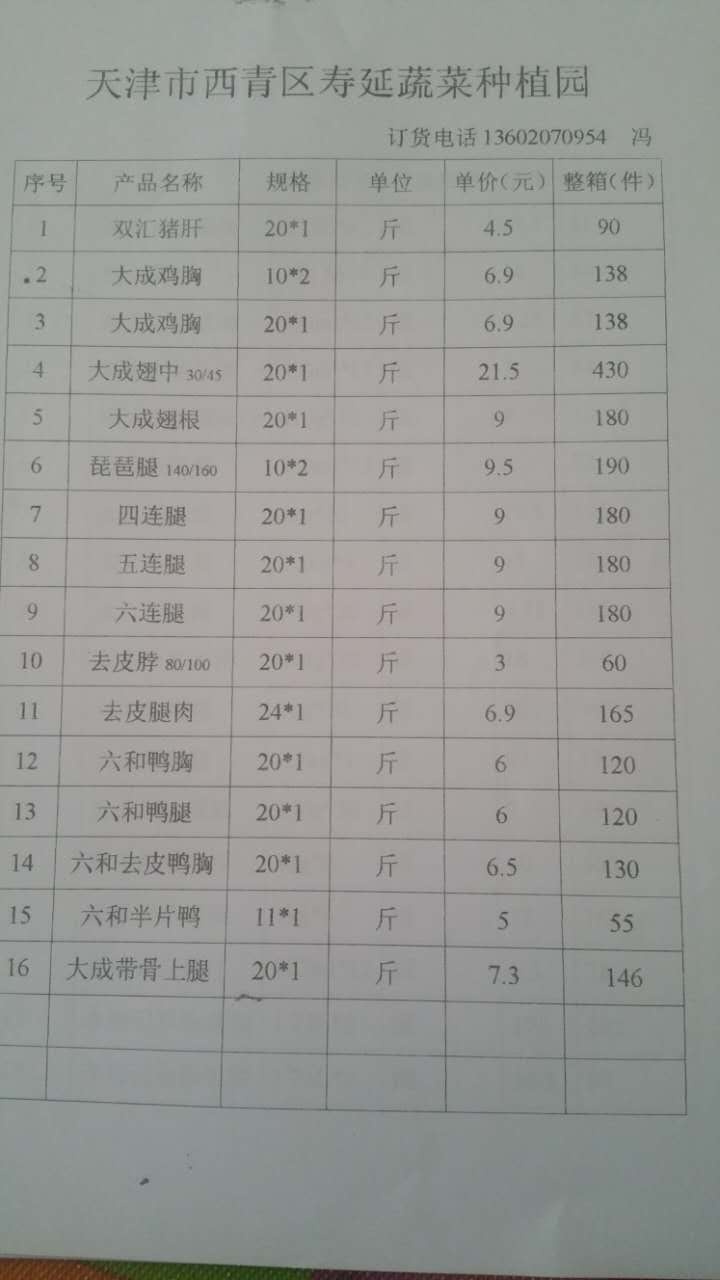 天津市西青区寿延蔬菜种植园
订货电话 13602070954 冯
序号 产品名称 规格 单位 单价(元) 整箱(件)
1 双汇猪肝 20*1 斤 4.5 90
2 大成鸡胸 10*2 斤 6.9 138
3 大成鸡胸 20*1 斤 6.9 138
4 大成翅中 30/45 20*1 斤 21.5 430
5 大成翅根 20*1 斤 9 180
6 琵琶腿 140/160 10*2 斤 9.5 190
7 四连腿 20*1 斤 9 180
8 五连腿 20*1 斤 9 180
9 六连腿 20*1 斤 9 180
10 去皮脖 80/100 20*1 斤 3 60
11 去皮腿肉 24*1 斤 6.9 165
12 六和鸭胸 20*1 斤 6 120
13 六和鸭腿 20*1 斤 6 120
14 六和去皮鸭胸 20*1 斤 6.5 130
15 六和半片鸭 11*1 斤 5 55
16 大成带骨上腿 20*1 斤 7.3 146